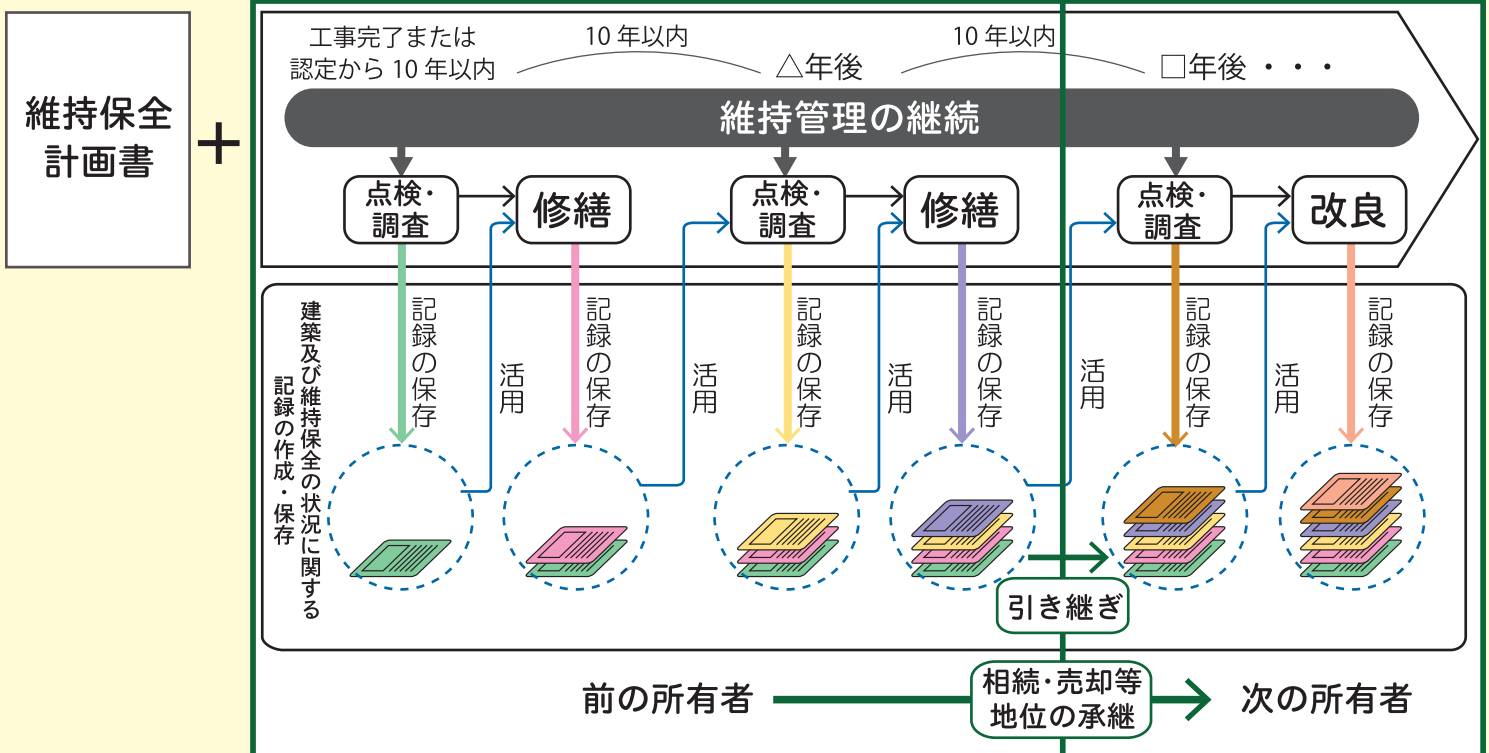 維持保全
計画書
+
工事完了または
認定から10年以内
10年以内
△年後
10年以内
□年後・・・
維持管理の継続
点検・
調査
修繕
点検・
調査
修繕
点検・
調査
改良
建築及び維持保全の状況に関する
記録の作成・保存
記録の保存
活用
記録の保存
活用
記録の保存
活用
記録の保存
活用
記録の保存
活用
記録の保存
引き継ぎ
前の所有者
相続・売却等
地位の承継
次の所有者